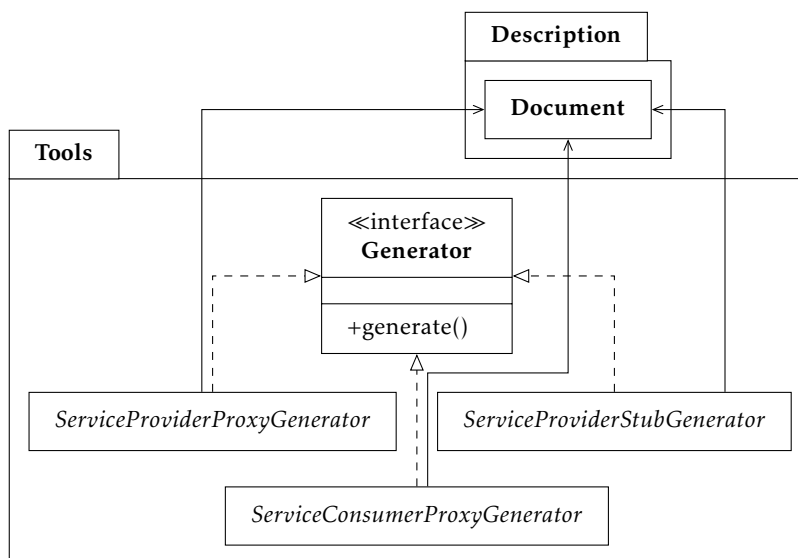 Description
Document
Tools
≪interface≫
Generator
+generate()
ServiceProviderProxyGenerator
ServiceProviderStubGenerator
ServiceConsumerProxyGenerator